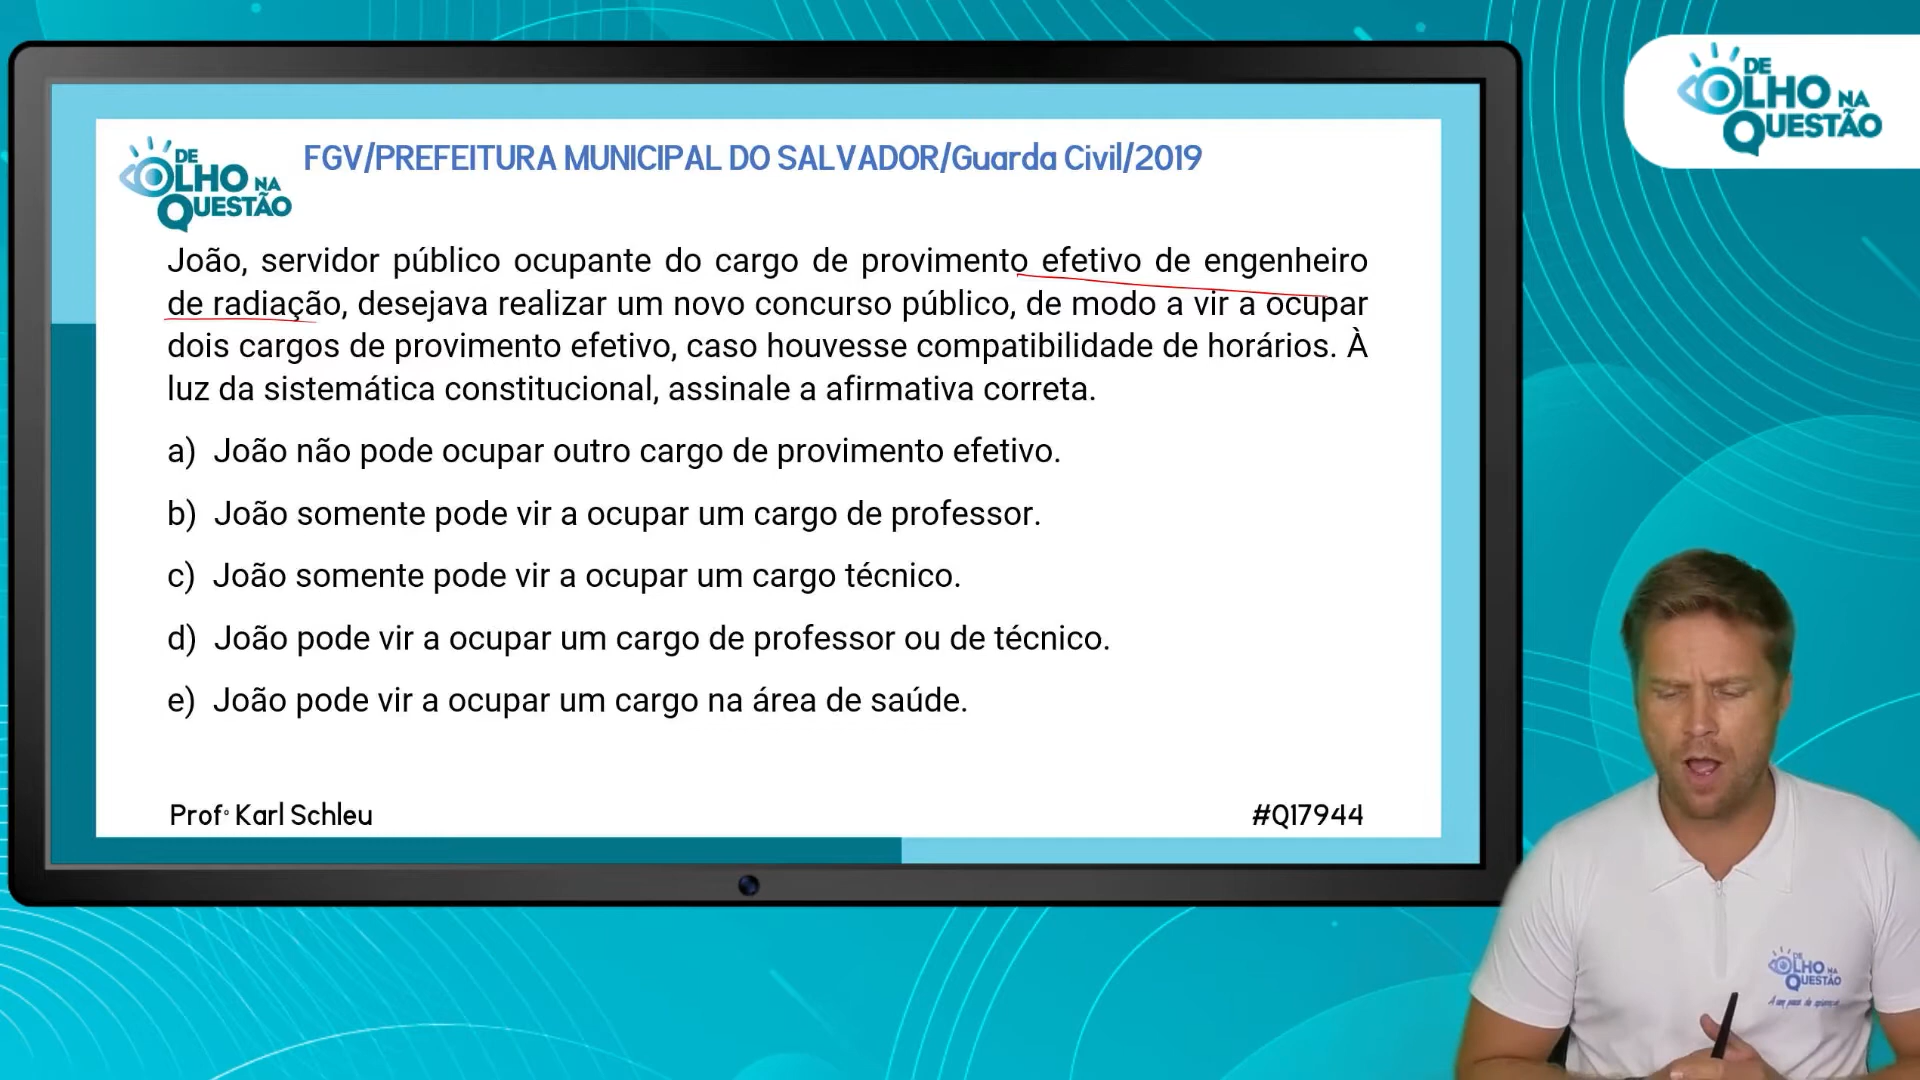 DE
OLHO NA
QUESTÃO
DE
OLHO NA
QUESTÃO
FGV/PREFEITURA MUNICIPAL DO SALVADOR/Guarda Civil/2019
João, servidor público ocupante do cargo de provimento efetivo de engenheiro
de radiação, desejava realizar um novo concurso público, de modo a vir a ocupar
dois cargos de provimento efetivo, caso houvesse compatibilidade de horários. À
luz da sistemática constitucional, assinale a afirmativa correta.
a) João não pode ocupar outro cargo de provimento efetivo.
b) João somente pode vir a ocupar um cargo de professor.
c) João somente pode vir a ocupar um cargo técnico.
d) João pode vir a ocupar um cargo de professor ou de técnico.
e) João pode vir a ocupar um cargo na área de saúde.
Profº Karl Schleu
#Q17944
DE
OLHO NA
QUESTÃO